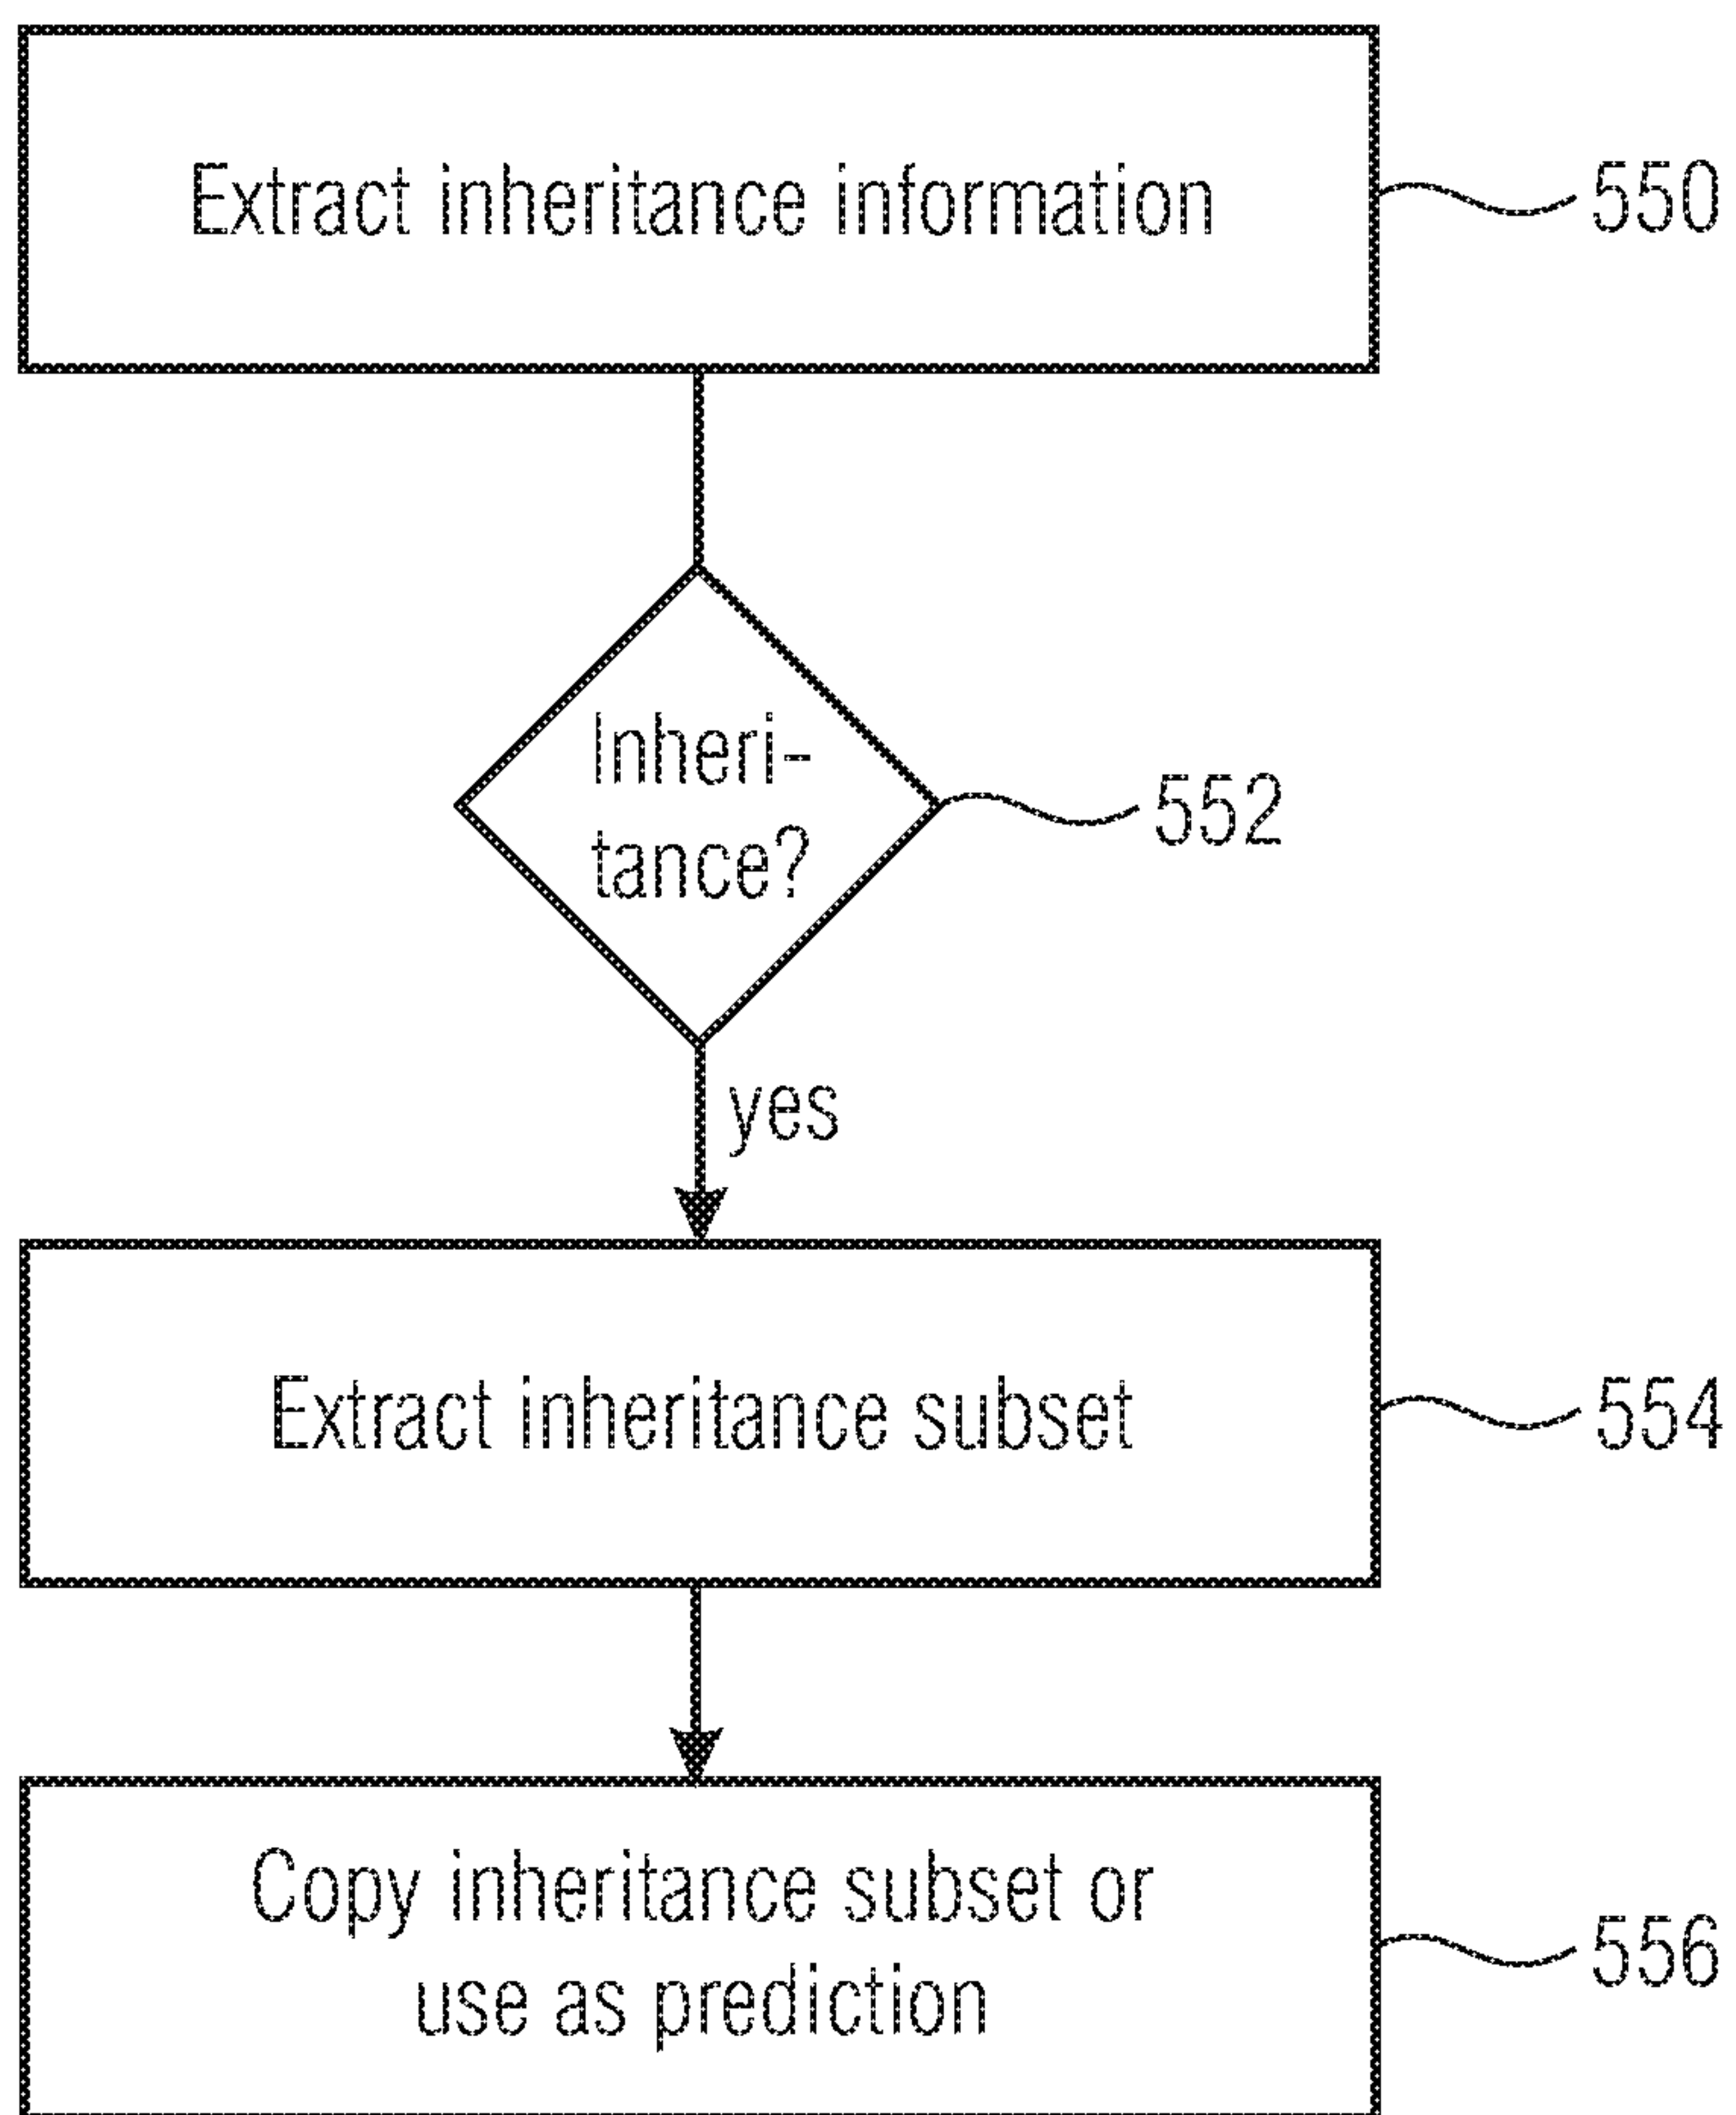 Extract inheritance information
550
Inheri-
tance?
552
yes
Extract inheritance subset
554
Copy inheritance subset or
use as prediction
556